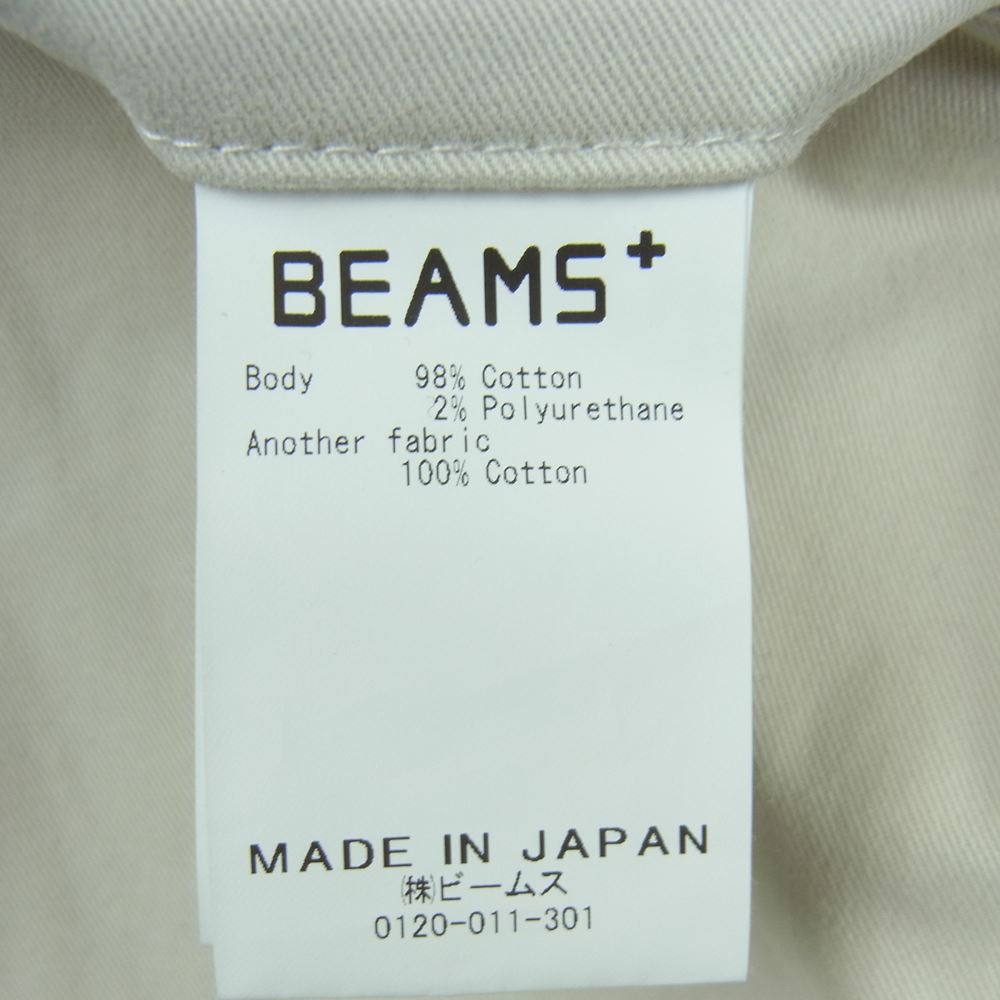 BEAMS+
Body 98% Cotton
2% Polyurethane
Another fabric
100% Cotton
MADE IN JAPAN
㈱ビームス
0120-011-301